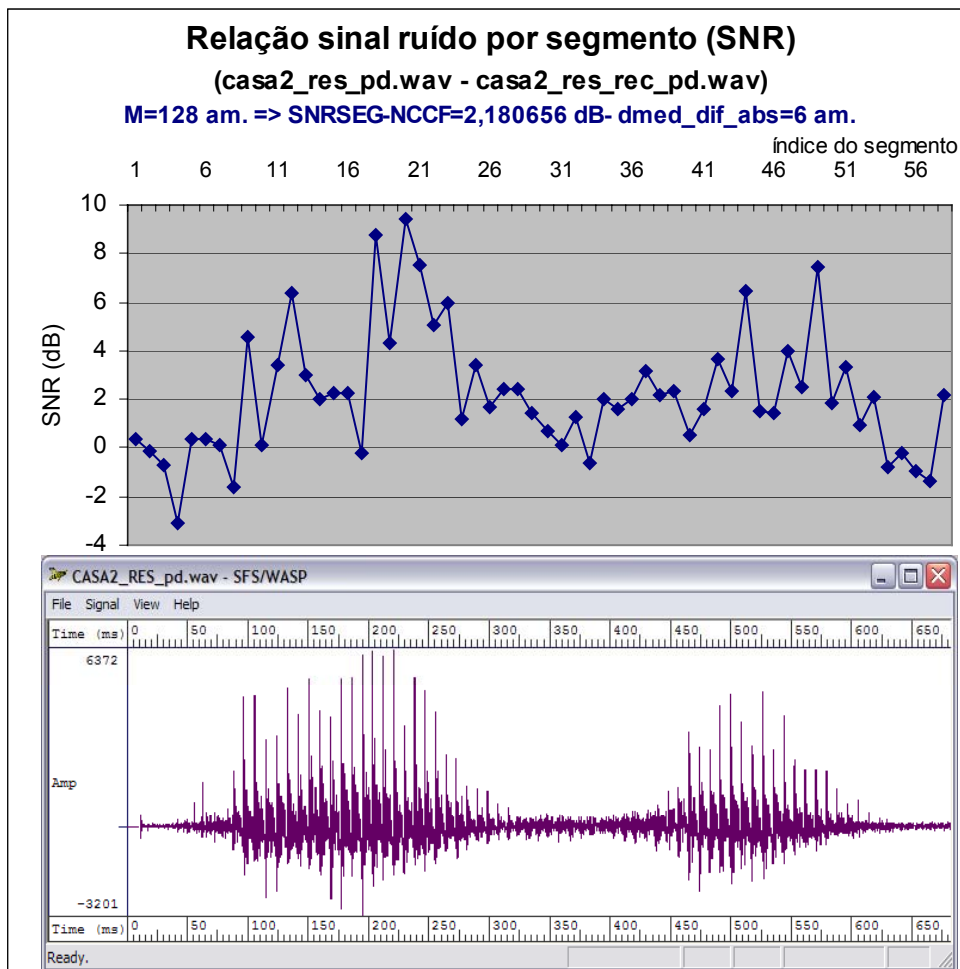 Relação sinal ruído por segmento (SNR)
(casa2_res_pd.wav - casa2_res_rec_pd.wav)
M=128 am. => SNRSEG-NCCF=2,180656 dB- dmed_dif_abs=6 am.
índice do segmento
1 6 11 16 21 26 31 36 41 46 51 56
10
8
6
4
2
0
-2
-4
SNR (dB)
CASA2_RES_pd.wav - SFS/WASP
File Signal View Help
Time (ms) 0 50 100 150 200 250 300 350 400 450 500 550 600 650
6372
Amp
-3201
Time (ms) 0 50 100 150 200 250 300 350 400 450 500 550 600 650
Ready.